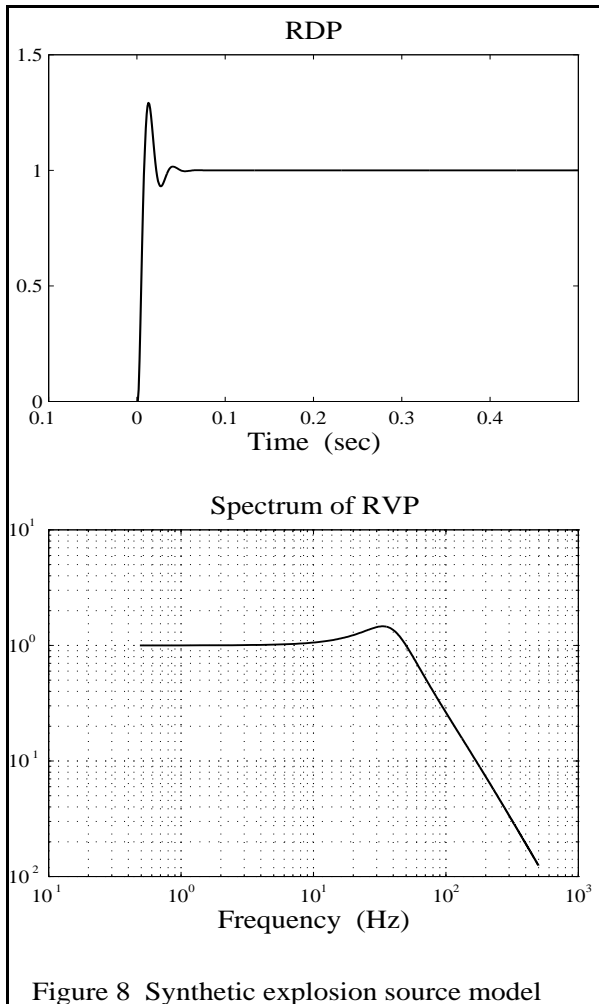 RDP
1.5
1
0.5
0
0.1 0 0.1 0.2 0.3 0.4
Time (sec)
Spectrum of RVP
10^1
10^0
10^1
10^2
10^1 10^0 10^1 10^2 10^3
Frequency (Hz)
Figure 8 Synthetic explosion source model